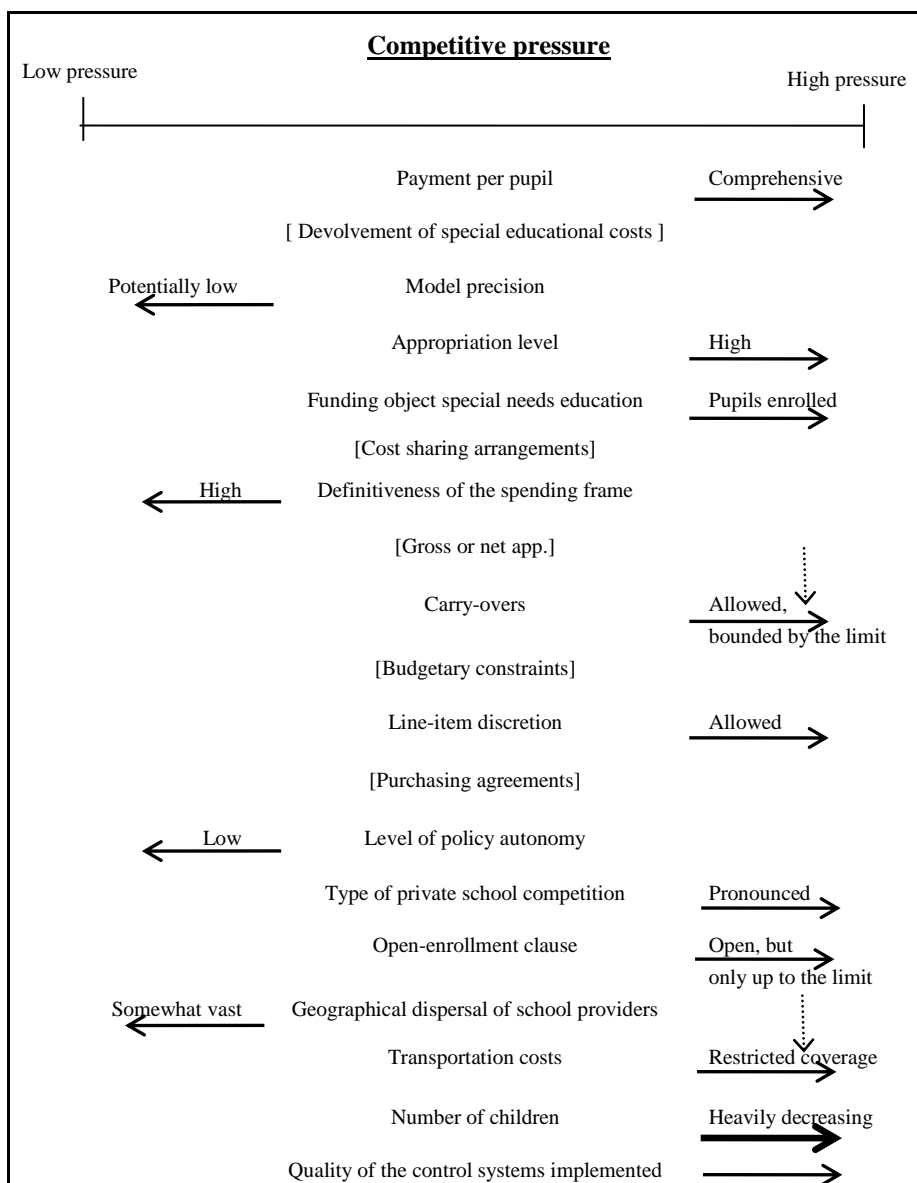 Competitive pressure
Low pressure
High pressure
Payment per pupil Comprehensive
[ Devolvement of special educational costs ]
Potentially low Model precision
Appropriation level High
Funding object special needs education Pupils enrolled
[Cost sharing arrangements]
High Definitiveness of the spending frame
[Gross or net app.]
Carry-overs Allowed,
bounded by the limit
[Budgetary constraints]
Line-item discretion Allowed
[Purchasing agreements]
Low Level of policy autonomy
Type of private school competition Pronounced
Open-enrollment clause Open, but
only up to the limit
Somewhat vast Geographical dispersal of school providers
Transportation costs Restricted coverage
Number of children Heavily decreasing
Quality of the control systems implemented